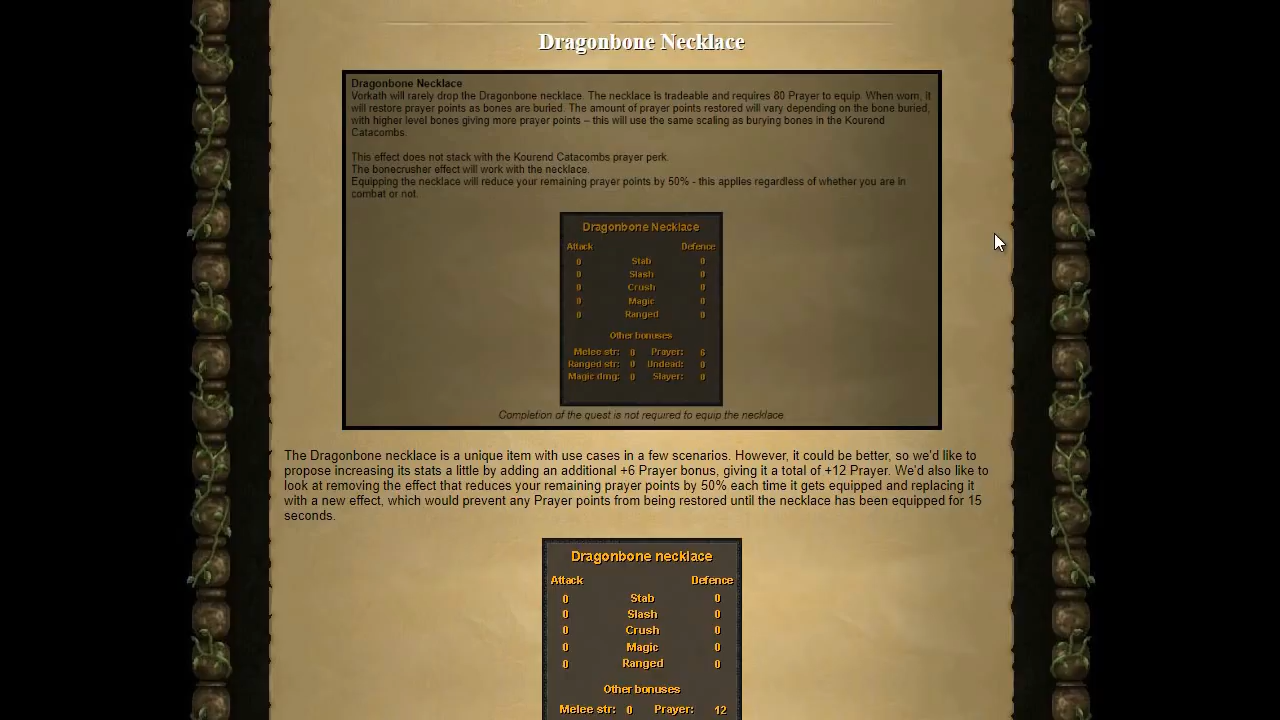 Dragonbone Necklace
Dragonbone Necklace
Vorkath will rarely drop the Dragonbone necklace. The necklace is tradeable and requires 80 Prayer to equip. When worn, it
will restore prayer points as bones are buried. The amount of prayer points restored will vary depending on the bone buried,
with higher level bones giving more prayer points – this will use the same scaling as burying bones in the Kourend
Catacombs.
This effect does not stack with the Kourend Catacombs prayer perk.
The bonecrusher effect will work with the necklace.
Equipping the necklace will reduce your remaining prayer points by 50% - this applies regardless of whether you are in
combat or not.
Dragonbone Necklace
Attack Defence
0 Stab 0
0 Slash 0
0 Crush 0
0 Magic 0
0 Ranged 0
Other bonuses
Melee str: 0 Prayer: 6
Ranged str: 0 Undead: 0
Magic dmg: 0 Slayer: 0
Completion of the quest is not required to equip the necklace.
The Dragonbone necklace is a unique item with use cases in a few scenarios. However, it could be better, so we'd like to
propose increasing its stats a little by adding an additional +6 Prayer bonus, giving it a total of +12 Prayer. We'd also like to
look at removing the effect that reduces your remaining prayer points by 50% each time it gets equipped and replacing it
with a new effect, which would prevent any Prayer points from being restored until the necklace has been equipped for 15
seconds.
Dragonbone necklace
Attack Defence
0 Stab 0
0 Slash 0
0 Crush 0
0 Magic 0
0 Ranged 0
Other bonuses
Melee str: 0 Prayer: 12